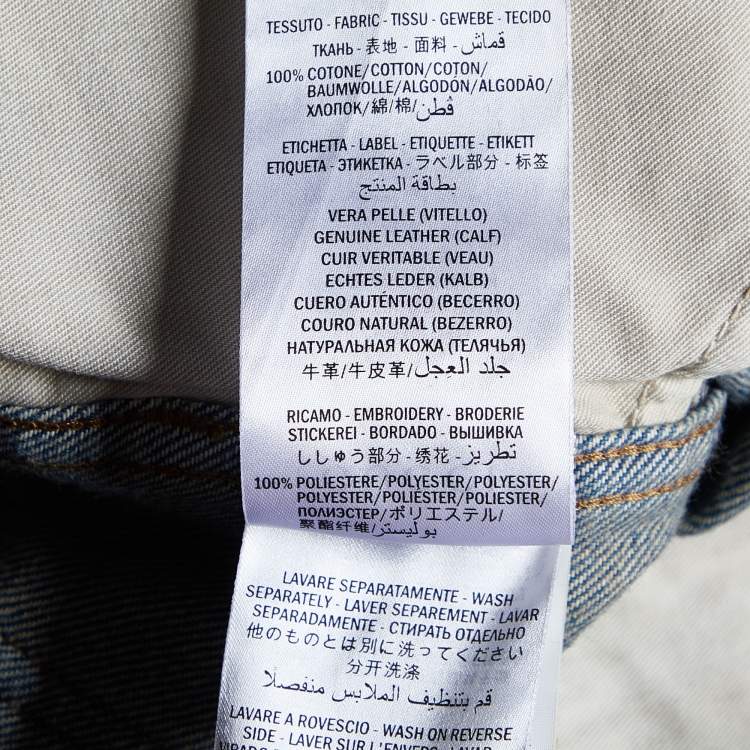 TESSUTO - FABRIC - TISSU - GEWEBE - TECIDO
ТКАНЬ - 表地 - 面料 - قماش
100% COTONE/COTTON/COTON/
BAUMWOLLE/ALGODÓN/ALGODÃO/
ХЛОПОК/綿/棉/قطن
ETICHETTA - LABEL - ETIQUETTE - ETIKETT
ETIQUETA - ЭТИКЕТКА - ラベル部分 - 标签
بطاقة المنتج
VERA PELLE (VITELLO)
GENUINE LEATHER (CALF)
CUIR VERITABLE (VEAU)
ECHTES LEDER (KALB)
CUERO AUTÉNTICO (BECERRO)
COURO NATURAL (BEZERRO)
НАТУРАЛЬНАЯ КОЖА (ТЕЛЯЧЬЯ)
牛革/牛皮革/جلد العجل
RICAMO - EMBROIDERY - BRODERIE
STICKEREI - BORDADO - ВЫШИВКА
ししゅう部分 - 绣花 - تطريز
100% POLIESTERE/POLYESTER/POLYESTER/
POLYESTER/POLIÉSTER/POLIÉSTER/
ПОЛИЭСТЕР/ポリエステル/
聚酯纤维/بوليستر
LAVARE SEPARATAMENTE - WASH
SEPARATELY - LAVER SEPAREMENT - LAVAR
SEPARADAMENTE - СТИРАТЬ ОТДЕЛЬНО
他のものとは別に洗ってください
分开洗涤
قم بتنظيف الملابس منفصلا
LAVARE A ROVESCIO - WASH ON REVERSE
SIDE - LAVER SUR L'ENVERS - LAVAR